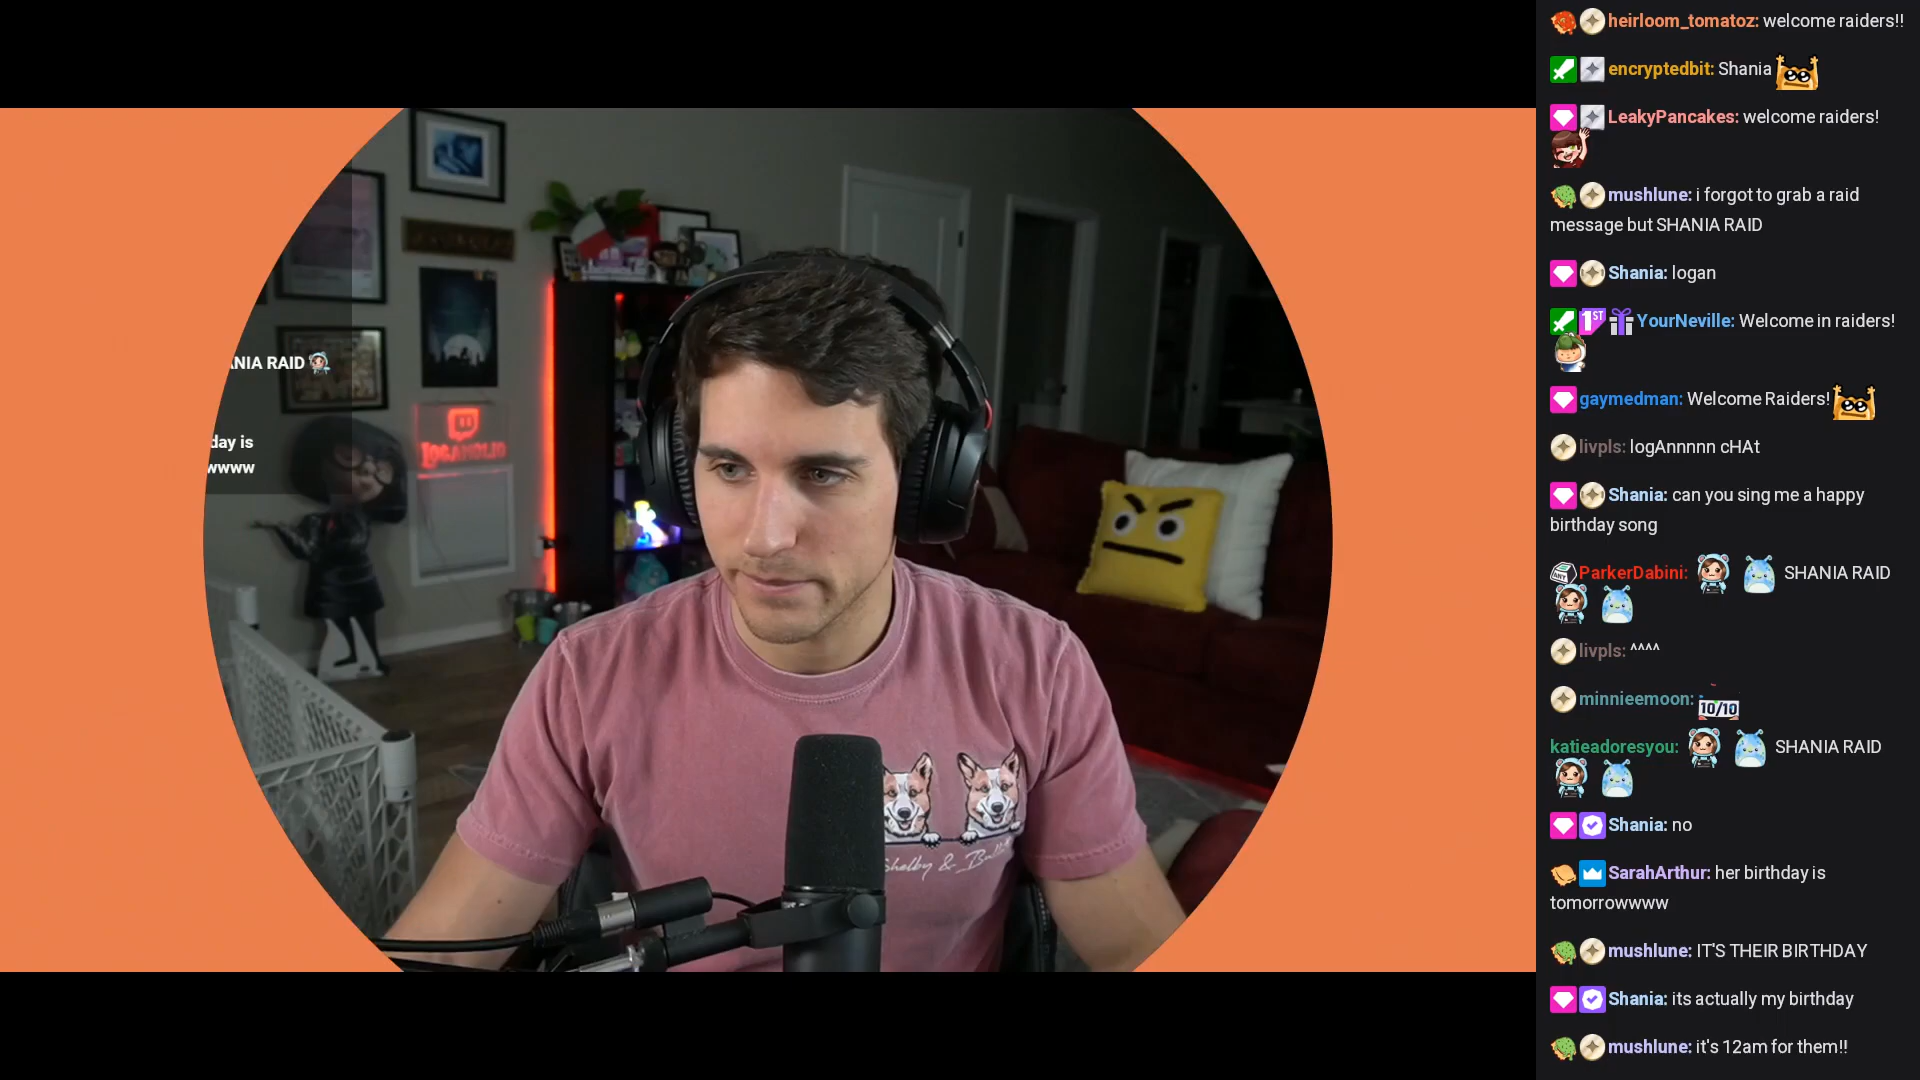 ANIA RAID
day is
wwww
LOGAHOLIC
Shelby &
heirloom_tomatoz: welcome raiders!!
encryptedbit: Shania
LeakyPancakes: welcome raiders!
mushlune: i forgot to grab a raid
message but SHANIA RAID
Shania: logan
1ST YourNeville: Welcome in raiders!
gaymedman: Welcome Raiders!
livpls: logAnnnnn cHAt
Shania: can you sing me a happy
birthday song
ParkerDabini: SHANIA RAID
livpls: ^^^^
minnieemoon: 10/10
katieadoresyou: SHANIA RAID
Shania: no
SarahArthur: her birthday is
tomorrowwww
mushlune: IT'S THEIR BIRTHDAY
Shania: its actually my birthday
mushlune: it's 12am for them!!